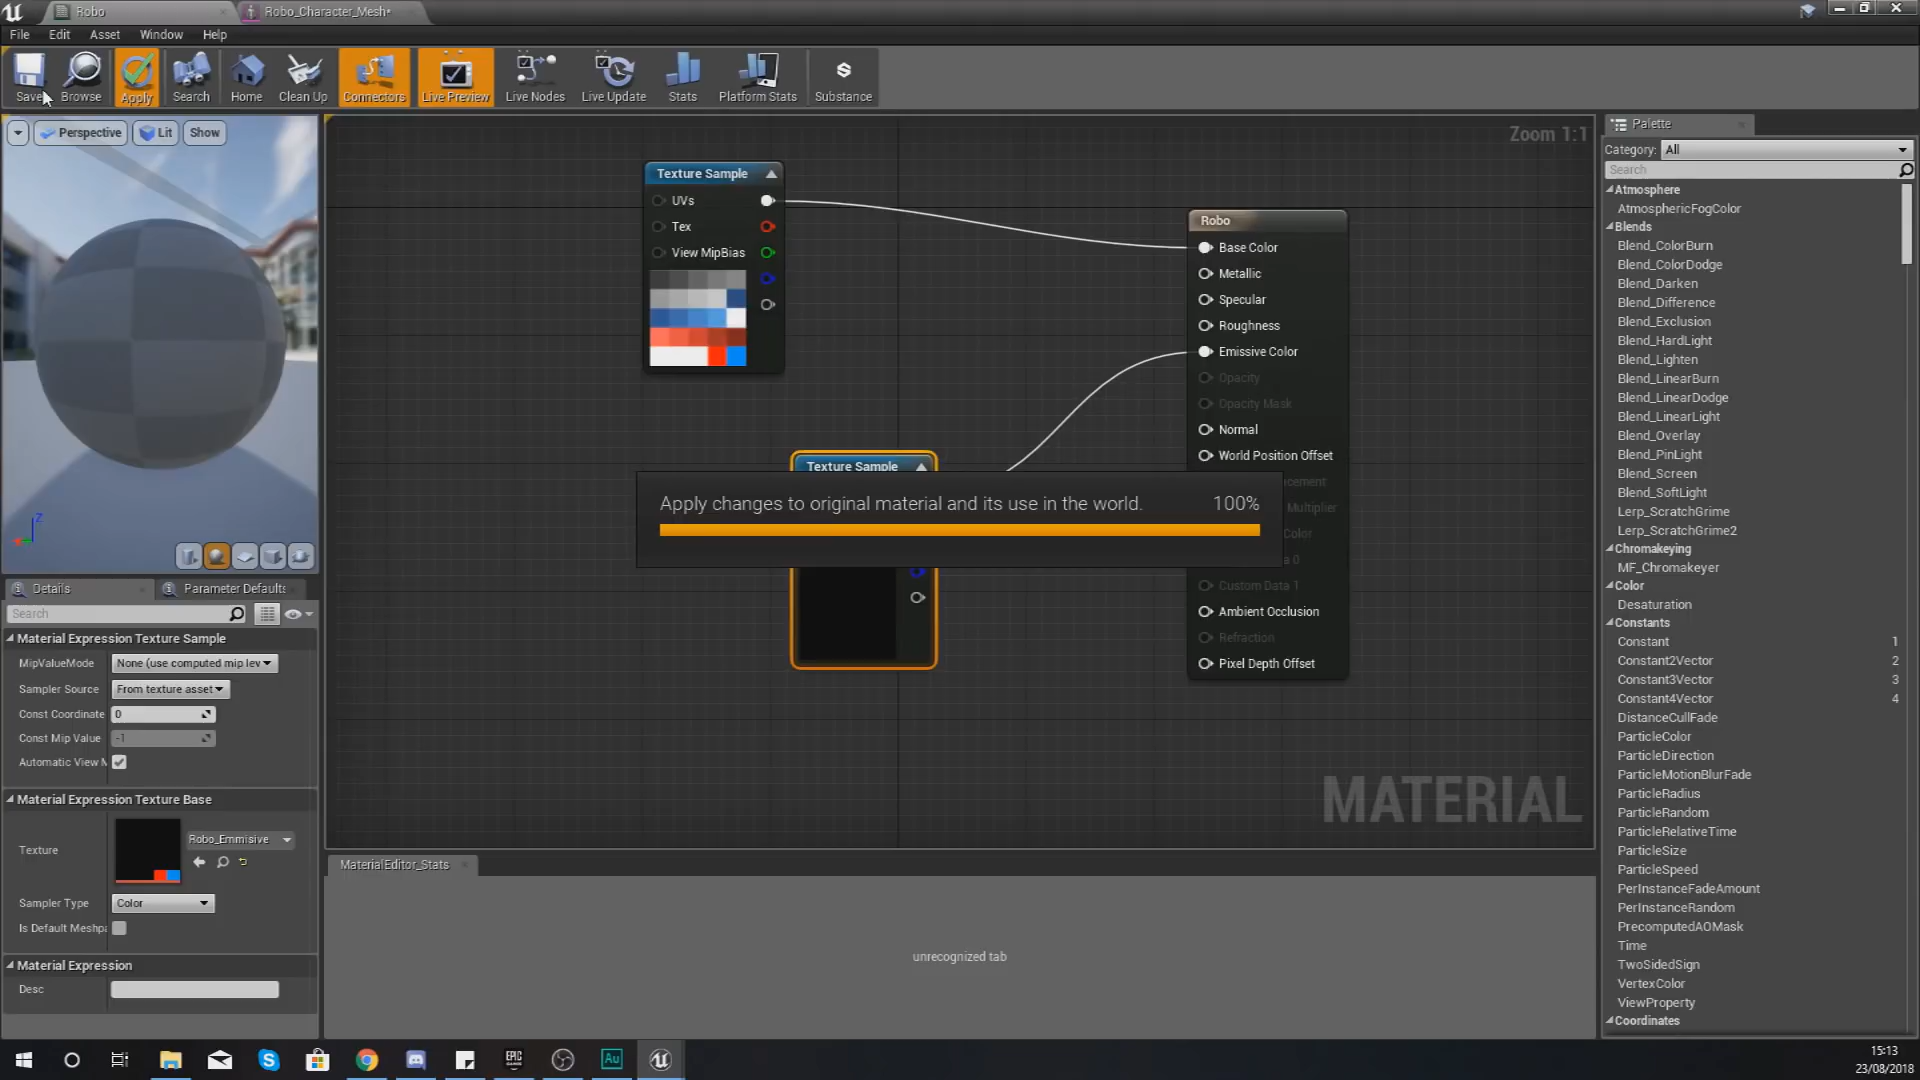 Robo
Robo_Character_Mesh*
File Edit Asset Window Help
Save Browse Apply Search Home Clean Up Connectors Live Preview Live Nodes Live Update Stats Platform Stats Substance
Perspective Lit Show
Zoom 1:1
Texture Sample
UVs
Tex
View MipBias
Robo
Base Color
Metallic
Specular
Roughness
Emissive Color
Opacity
Opacity Mask
Normal
World Position Offset
cement
Multiplier
Color
a 0
Custom Data 1
Ambient Occlusion
Refraction
Pixel Depth Offset
Texture Sample
Apply changes to original material and its use in the world. 100%
MATERIAL
MaterialEditor_Stats
unrecognized tab
Z
Details
Parameter Defaults
Search
Material Expression Texture Sample
MipValueMode None (use computed mip lev
Sampler Source From texture asset
Const Coordinate 0
Const Mip Value -1
Automatic View M
Material Expression Texture Base
Texture Robo_Emmisive
Sampler Type Color
Is Default Meshpa
Material Expression
Desc
Palette
Category: All
Search
Atmosphere
AtmosphericFogColor
Blends
Blend_ColorBurn
Blend_ColorDodge
Blend_Darken
Blend_Difference
Blend_Exclusion
Blend_HardLight
Blend_Lighten
Blend_LinearBurn
Blend_LinearDodge
Blend_LinearLight
Blend_Overlay
Blend_PinLight
Blend_Screen
Blend_SoftLight
Lerp_ScratchGrime
Lerp_ScratchGrime2
Chromakeying
MF_Chromakeyer
Color
Desaturation
Constants
Constant 1
Constant2Vector 2
Constant3Vector 3
Constant4Vector 4
DistanceCullFade
ParticleColor
ParticleDirection
ParticleMotionBlurFade
ParticleRadius
ParticleRandom
ParticleRelativeTime
ParticleSize
ParticleSpeed
PerInstanceFadeAmount
PerInstanceRandom
PrecomputedAOMask
Time
TwoSidedSign
VertexColor
ViewProperty
Coordinates
EPIC
Au
15:13
23/08/2018